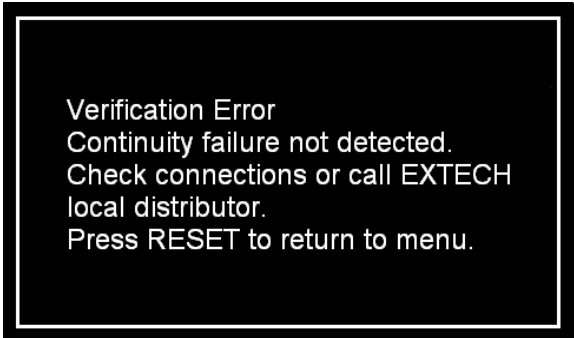 Verification Error
Continuity failure not detected.
Check connections or call EXTECH
local distributor.
Press RESET to return to menu.